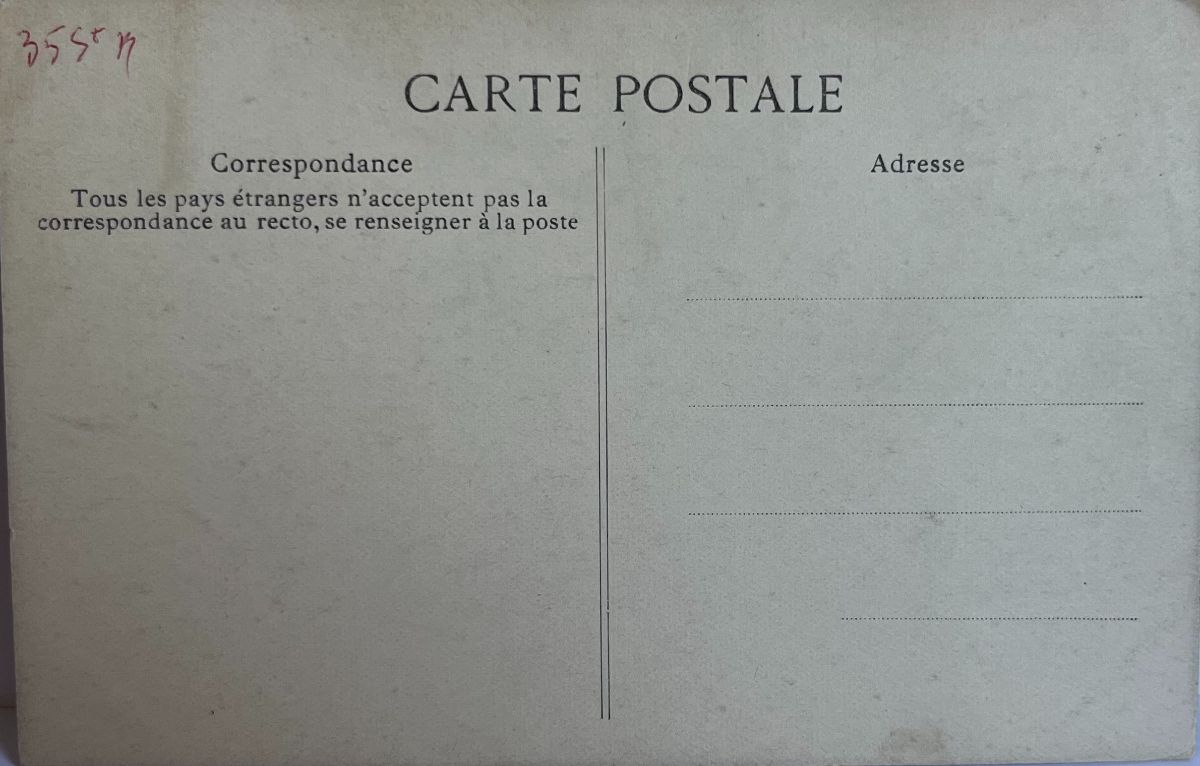 CARTE POSTALE
Correspondance
Tous les pays étrangers n'acceptent pas la
correspondance au recto, se renseigner à la poste
Adresse